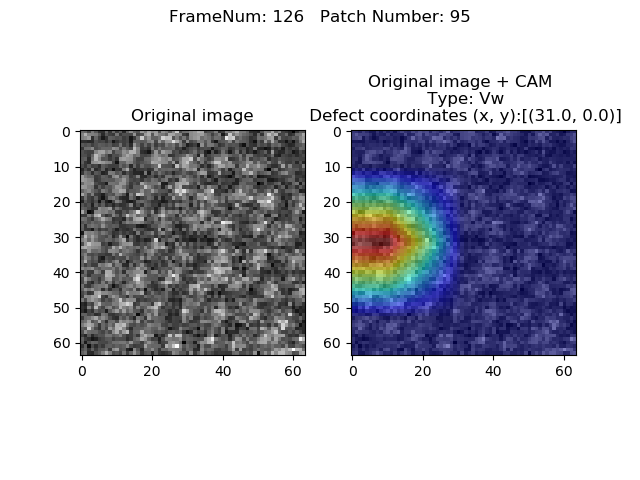 FrameNum: 126   Patch Number: 95
Original image
0
10
20
30
40
50
60
0 20 40 60
Original image + CAM
Type: Vw
Defect coordinates (x, y):[(31.0, 0.0)]
0
10
20
30
40
50
60
0 20 40 60